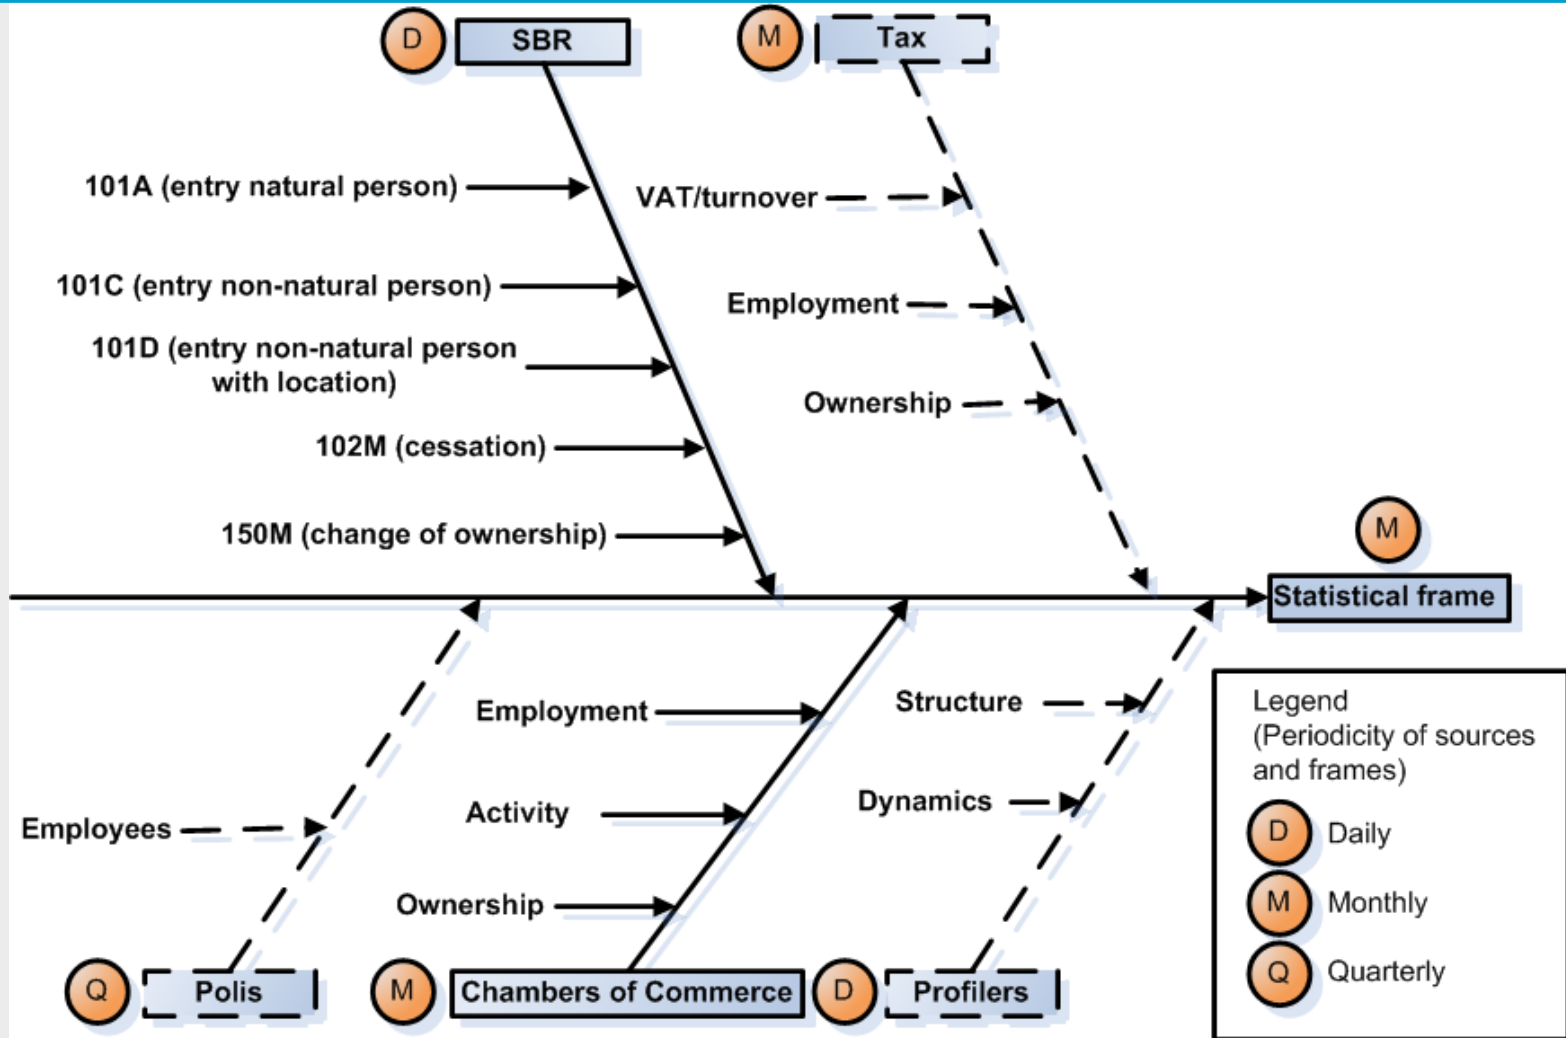 D
SBR
M
Tax
101A (entry natural person)
VAT/turnover
101C (entry non-natural person)
Employment
101D (entry non-natural person
with location)
Ownership
102M (cessation)
150M (change of ownership)
M
Statistical frame
Employment
Structure
Activity
Dynamics
Employees
Ownership
Q
Polis
M
Chambers of Commerce
D
Profilers
Legend
(Periodicity of sources
and frames)
D Daily
M Monthly
Q Quarterly